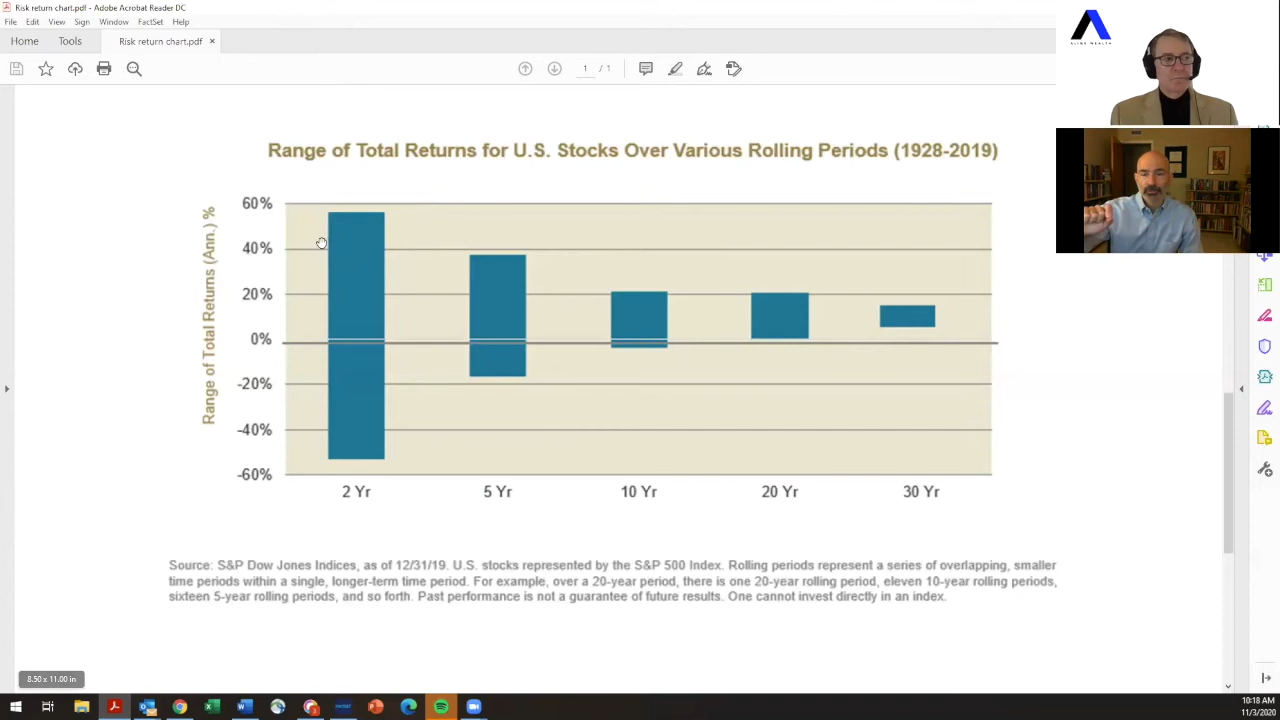 Risk return chart.pdf - Adobe Acrobat Reader DC
File Edit View Sign Window FactSet Help
Home Tools Risk return chart.pdf ×
1 / 1
ALINE WEALTH
Range of Total Returns for U.S. Stocks Over Various Rolling Periods (1928-2019)
Range of Total Returns (Ann.) %
60%
40%
20%
0%
-20%
-40%
-60%
2 Yr 5 Yr 10 Yr 20 Yr 30 Yr
Source: S&P Dow Jones Indices, as of 12/31/19. U.S. stocks represented by the S&P 500 Index. Rolling periods represent a series of overlapping, smaller
time periods within a single, longer-term time period. For example, over a 20-year period, there is one 20-year rolling period, eleven 10-year rolling periods,
sixteen 5-year rolling periods, and so forth. Past performance is not a guarantee of future results. One cannot invest directly in an index.
8.50 x 11.00 in
10:18 AM
11/3/2020